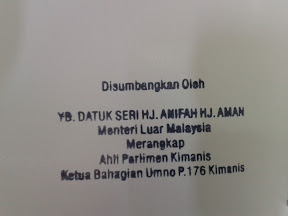 Disumbangkan Oleh
YB. DATUK SERI HJ. ANIFAH HJ. AMAN
Menteri Luar Malaysia
Merangkap
Ahli Parlimen Kimanis
Ketua Bahagian Umno P.176 Kimanis